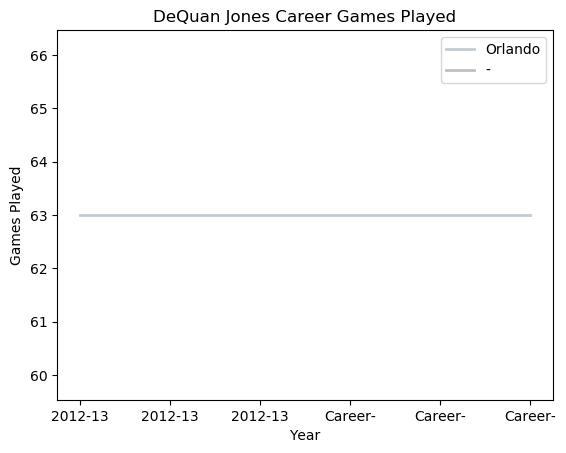 DeQuan Jones Career Games Played
Orlando
-
66
65
64
63
62
61
60
Games Played
2012-13 2012-13 2012-13 Career- Career- Career-
Year